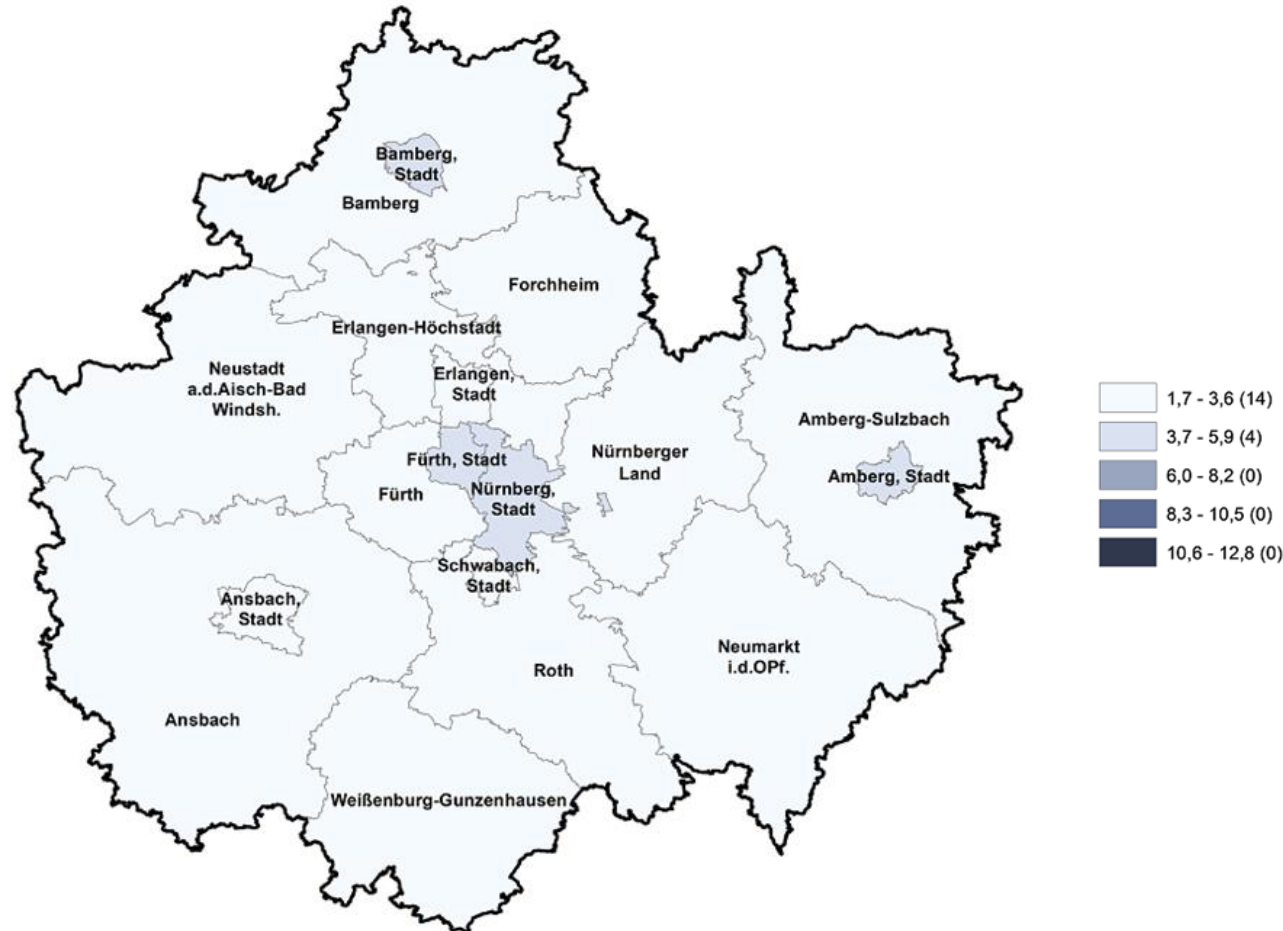 Bamberg,
Stadt
Bamberg
Forchheim
Erlangen-Höchstadt
Neustadt
a.d.Aisch-Bad
Windsh.
Erlangen,
Stadt
Amberg-Sulzbach
Fürth, Stadt
Nürnberger
Land
Amberg, Stadt
Fürth
Nürnberg,
Stadt
Schwabach,
Stadt
Ansbach,
Stadt
Neumarkt
i.d.OPf.
Roth
Ansbach
Weißenburg-Gunzenhausen
1,7 - 3,6 (14)
3,7 - 5,9 (4)
6,0 - 8,2 (0)
8,3 - 10,5 (0)
10,6 - 12,8 (0)